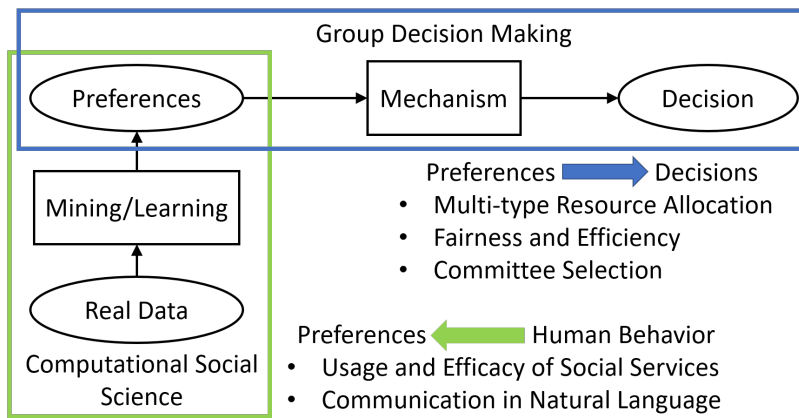 Group Decision Making
Preferences
Mechanism
Decision
Mining/Learning
Real Data
Computational Social
Science
Preferences Decisions
• Multi-type Resource Allocation
• Fairness and Efficiency
• Committee Selection
Preferences Human Behavior
• Usage and Efficacy of Social Services
• Communication in Natural Language